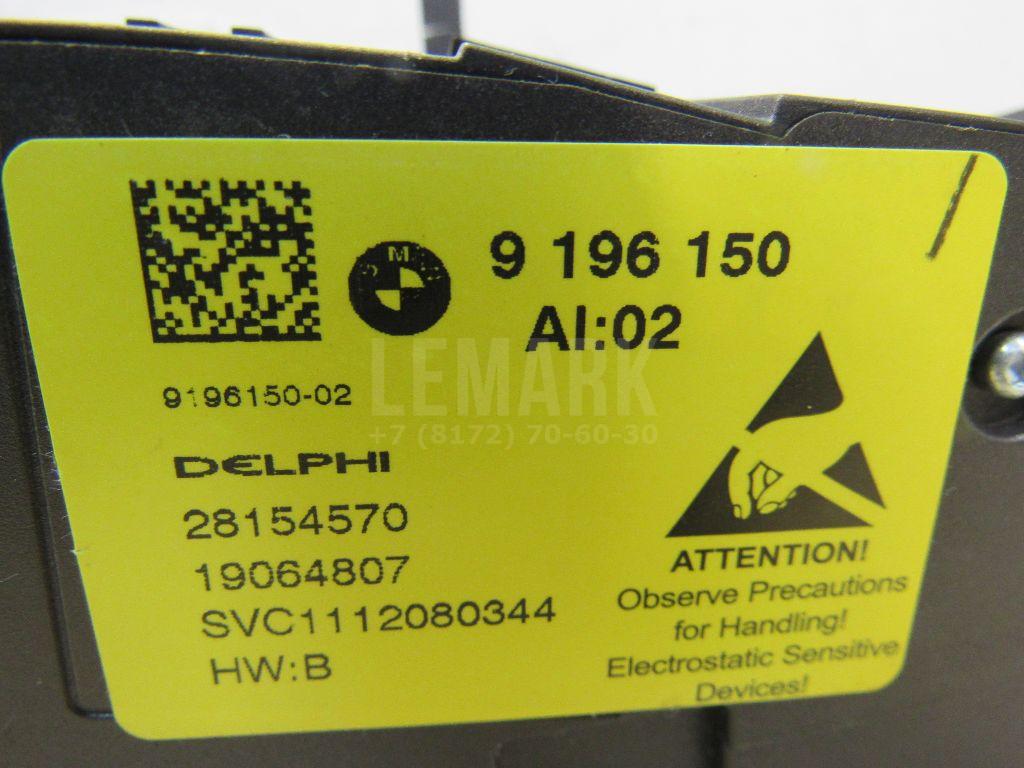 BMW
9 196 150
AI:02
9196150-02
DELPHI
28154570
19064807
SVC1112080344
HW:B
ATTENTION!
Observe Precautions
for Handling!
Electrostatic Sensitive
Devices!
LEMARK
+7 (8172) 70-60-30